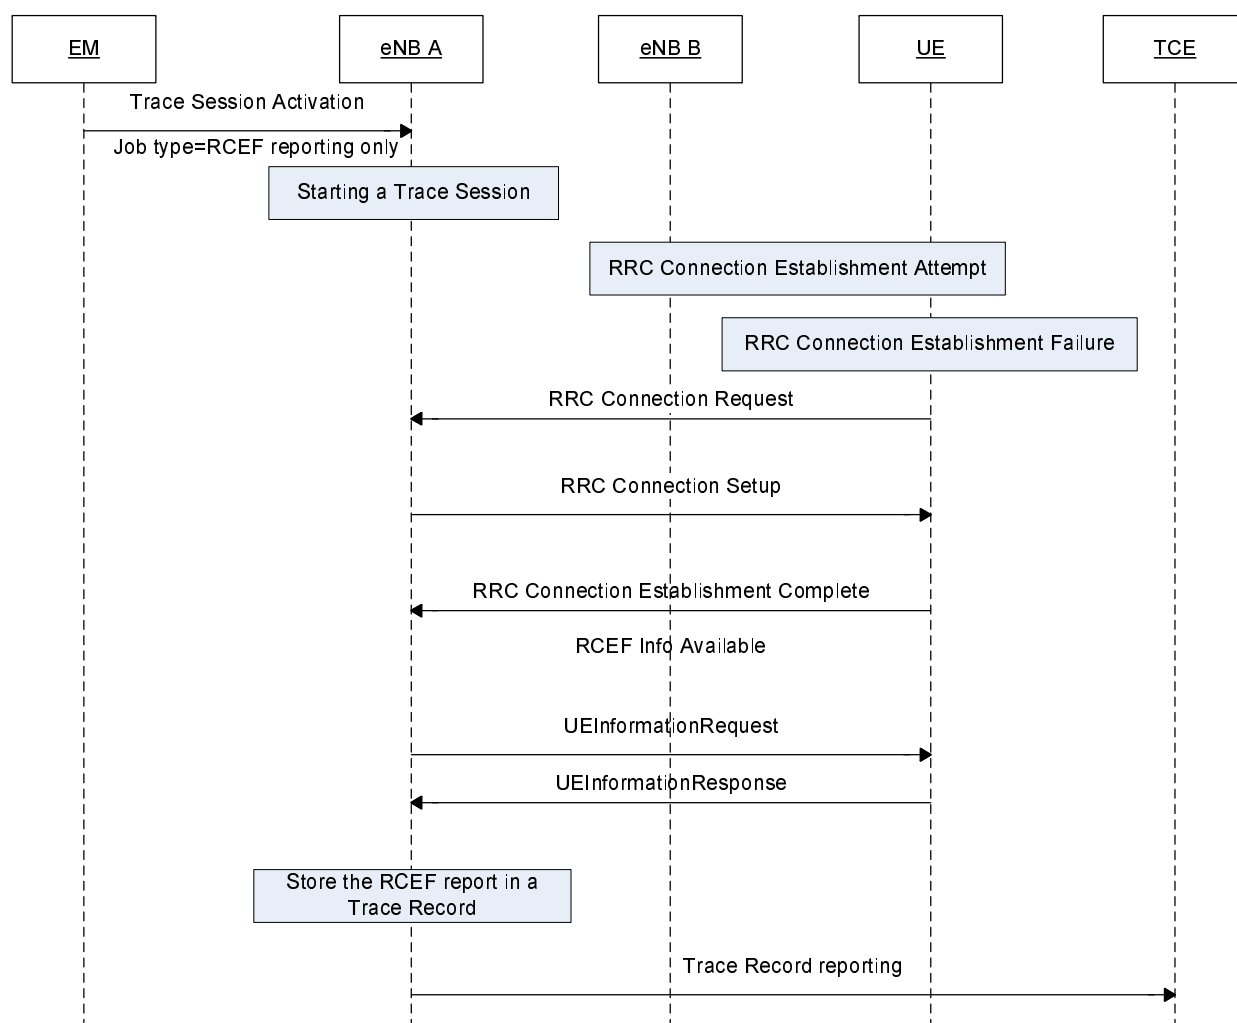 EM
eNB A
eNB B
UE
TCE
Trace Session Activation
Job type=RCEF reporting only
Starting a Trace Session
RRC Connection Establishment Attempt
RRC Connection Establishment Failure
RRC Connection Request
RRC Connection Setup
RRC Connection Establishment Complete
RCEF Info Available
UEInformationRequest
UEInformationResponse
Store the RCEF report in a
Trace Record
Trace Record reporting